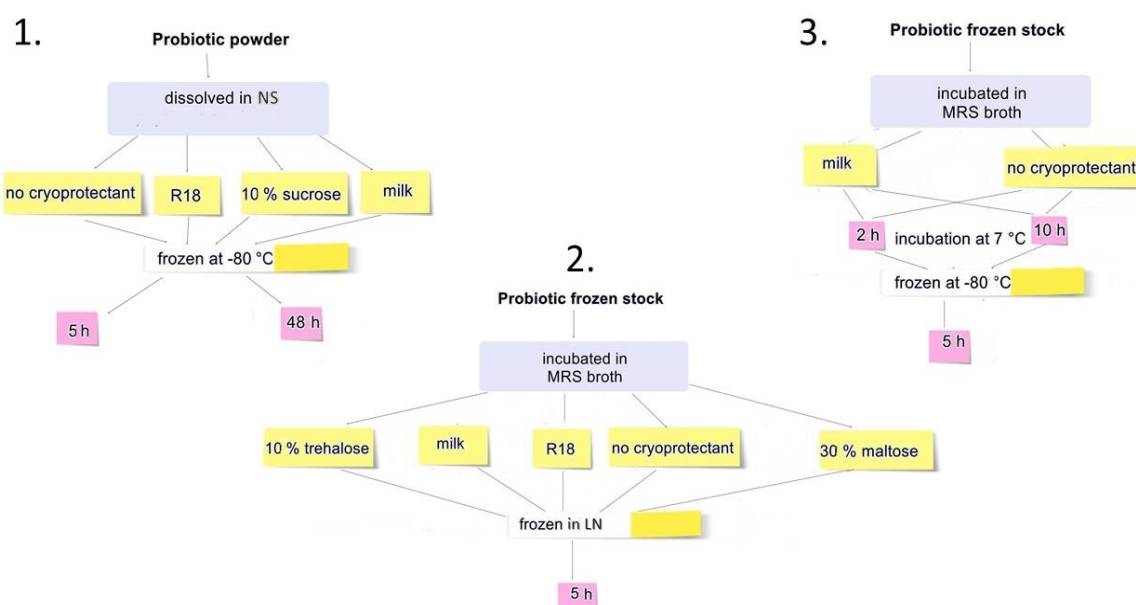 1.
Probiotic powder
dissolved in NS
no cryoprotectant
R18
10 % sucrose
milk
frozen at -80 °C
5 h
48 h
2.
Probiotic frozen stock
incubated in
MRS broth
10 % trehalose
milk
R18
no cryoprotectant
30 % maltose
frozen in LN
5 h
3.
Probiotic frozen stock
incubated in
MRS broth
milk
no cryoprotectant
2 h
incubation at 7 °C
10 h
frozen at -80 °C
5 h